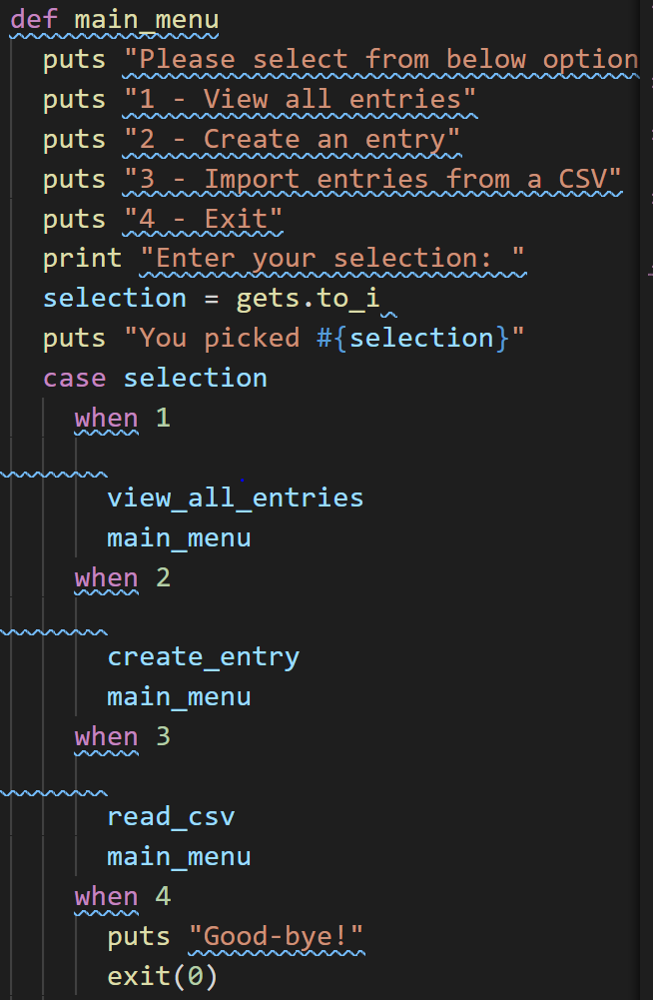 def main_menu
puts "Please select from below option
puts "1 - View all entries"
puts "2 - Create an entry"
puts "3 - Import entries from a CSV"
puts "4 - Exit"
print "Enter your selection: "
selection = gets.to_i
puts "You picked #{selection}"
case selection
when 1
view_all_entries
main_menu
when 2
create_entry
main_menu
when 3
read_csv
main_menu
when 4
puts "Good-bye!"
exit(0)